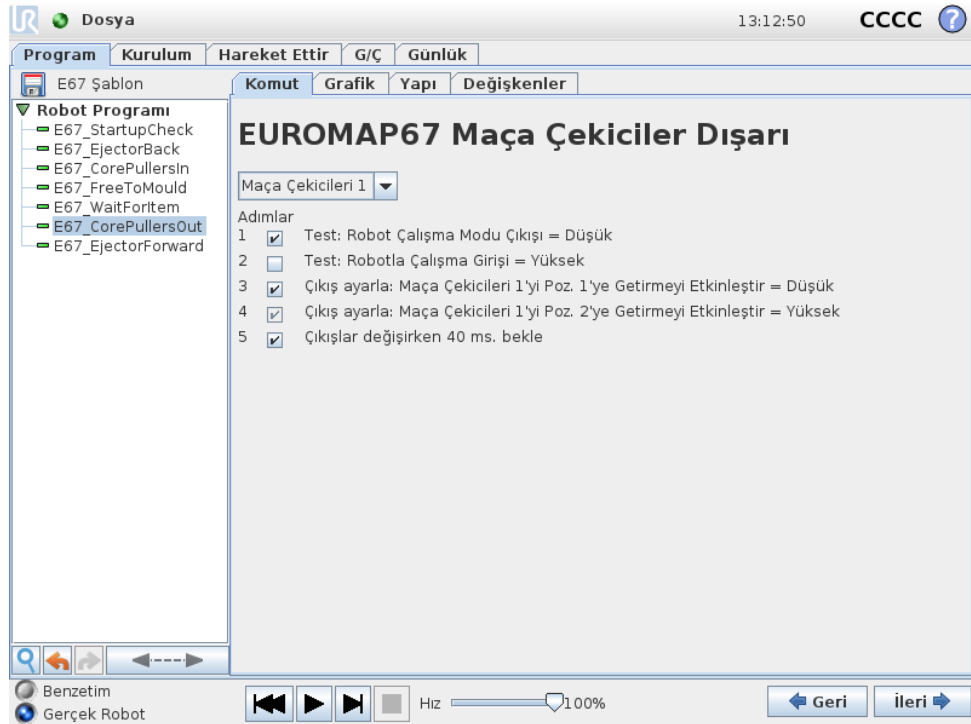 UR Dosya 13:12:50 CCCC ?
Program Kurulum Hareket Ettir G/Ç Günlük
E67 Şablon
Robot Programı
E67_StartupCheck
E67_EjectorBack
E67_CorePullersIn
E67_FreeToMould
E67_WaitForItem
E67_CorePullersOut
E67_EjectorForward
Komut Grafik Yapı Değişkenler
EUROMAP67 Maça Çekiciler Dışarı
Maça Çekicileri 1
Adımlar
1 Test: Robot Çalışma Modu Çıkışı = Düşük
2 Test: Robotla Çalışma Girişi = Yüksek
3 Çıkış ayarla: Maça Çekicileri 1'yi Poz. 1'ye Getirmeyi Etkinleştir = Düşük
4 Çıkış ayarla: Maça Çekicileri 1'yi Poz. 2'ye Getirmeyi Etkinleştir = Yüksek
5 Çıkışlar değişirken 40 ms. bekle
Benzetim
Gerçek Robot
Hız 100%
Geri İleri